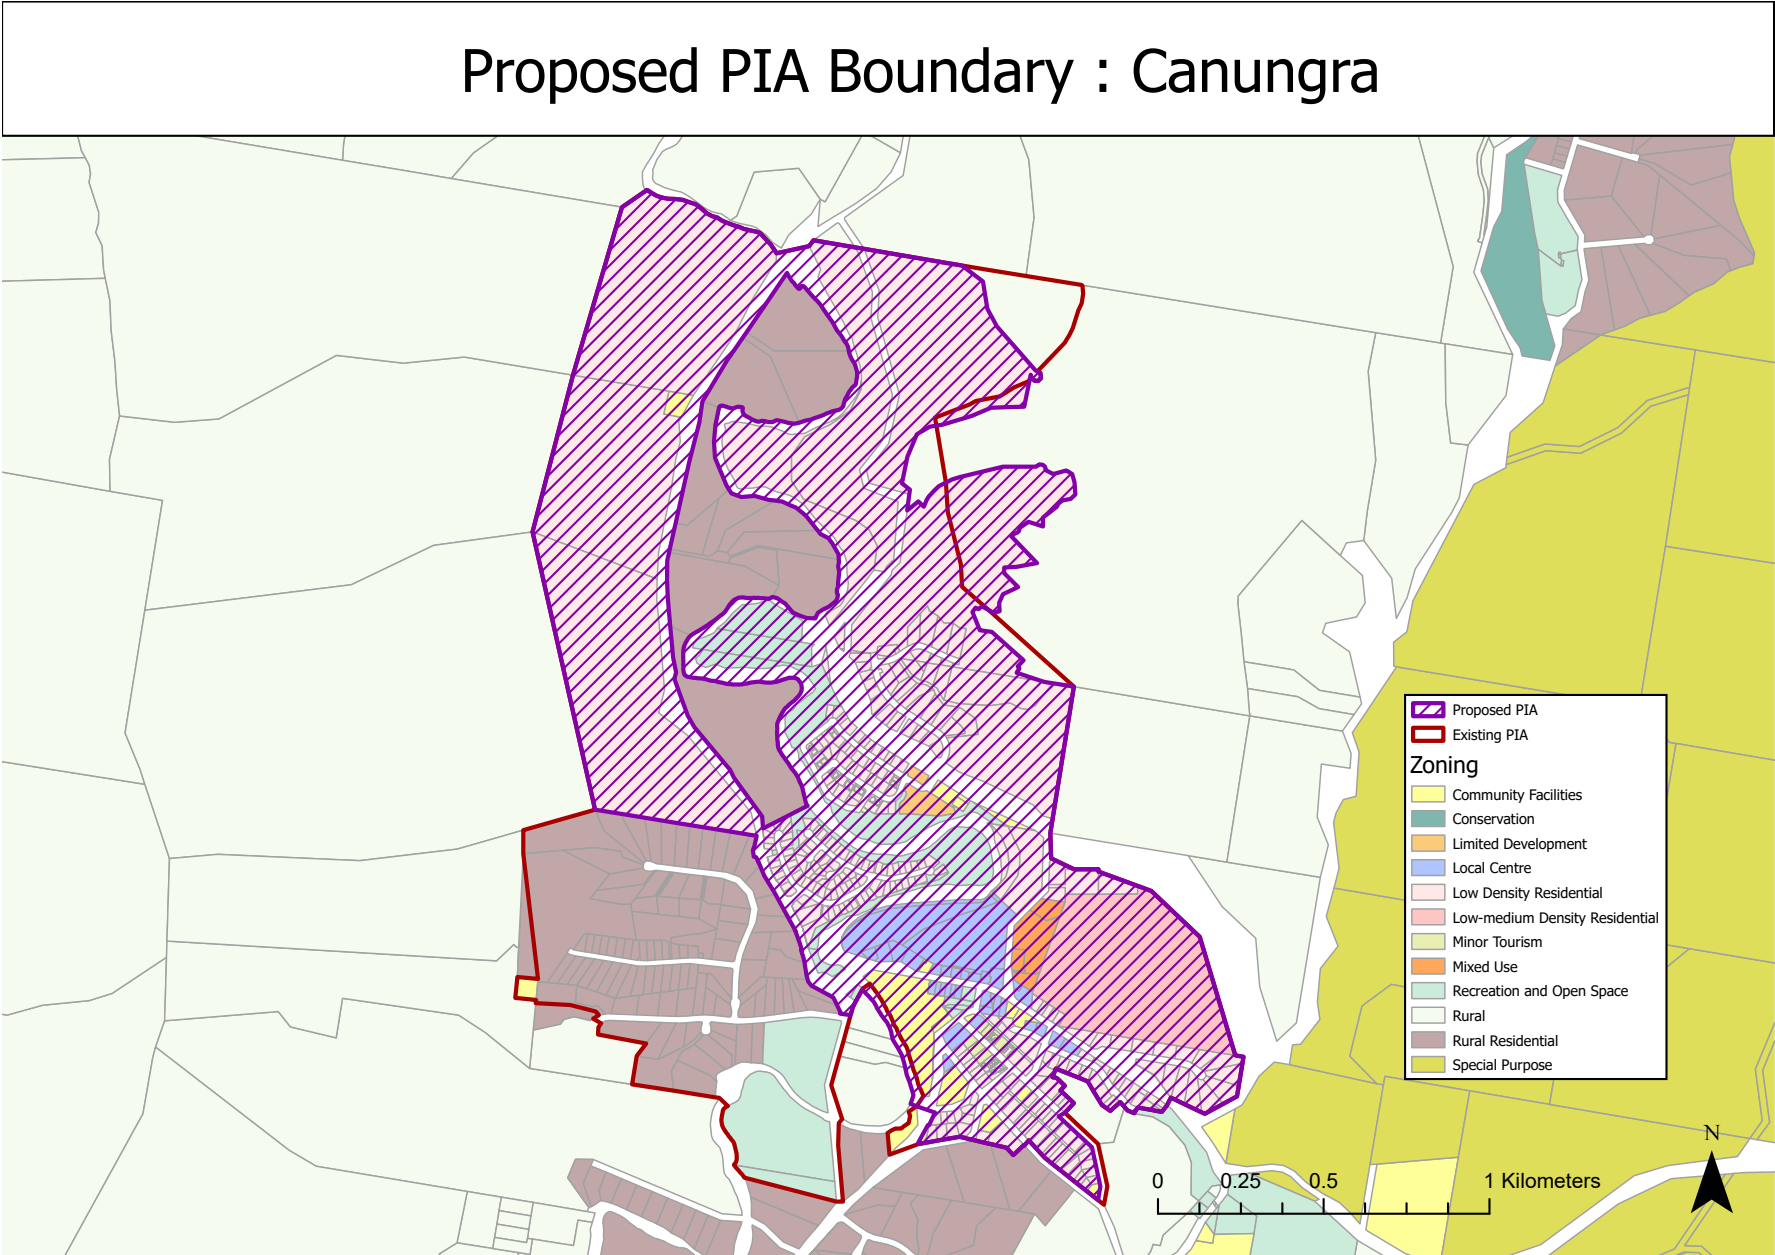 Proposed PIA Boundary : Canungra
Proposed PIA
Existing PIA
Zoning
Community Facilities
Conservation
Limited Development
Local Centre
Low Density Residential
Low-medium Density Residential
Minor Tourism
Mixed Use
Recreation and Open Space
Rural
Rural Residential
Special Purpose
N
0 0.25 0.5 1 Kilometers